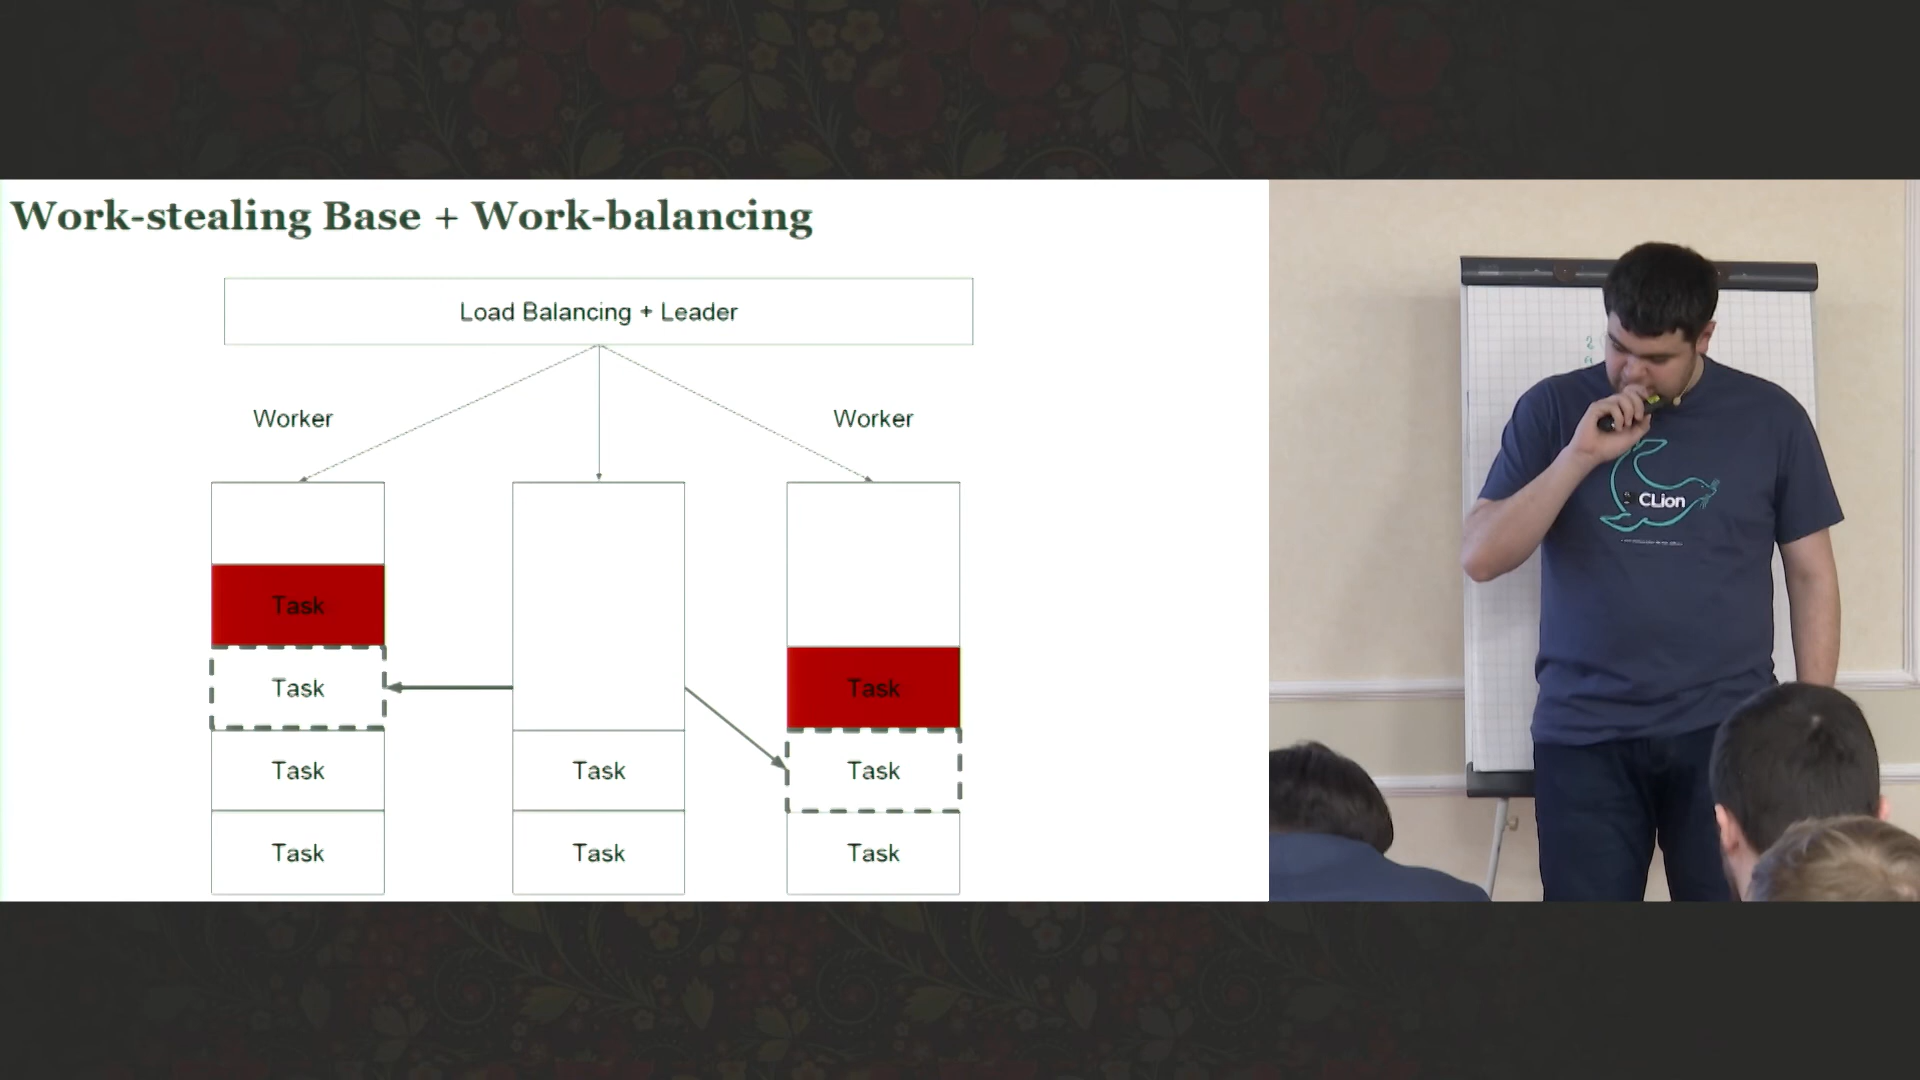 Work-stealing Base + Work-balancing
Load Balancing + Leader
Worker
Worker
Task
Task
Task
Task
Task
Task
Task
Task
Task
CLion
2